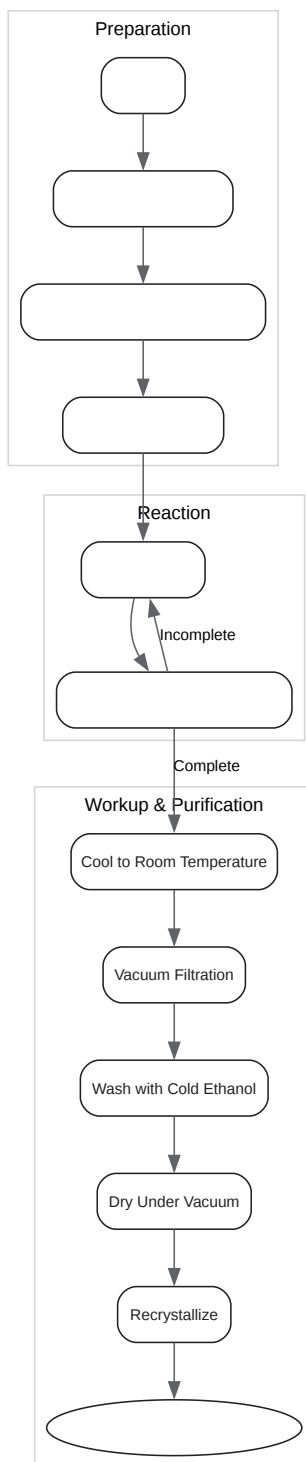 Preparation
Reaction
Incomplete
Complete
Workup & Purification
Cool to Room Temperature
Vacuum Filtration
Wash with Cold Ethanol
Dry Under Vacuum
Recrystallize